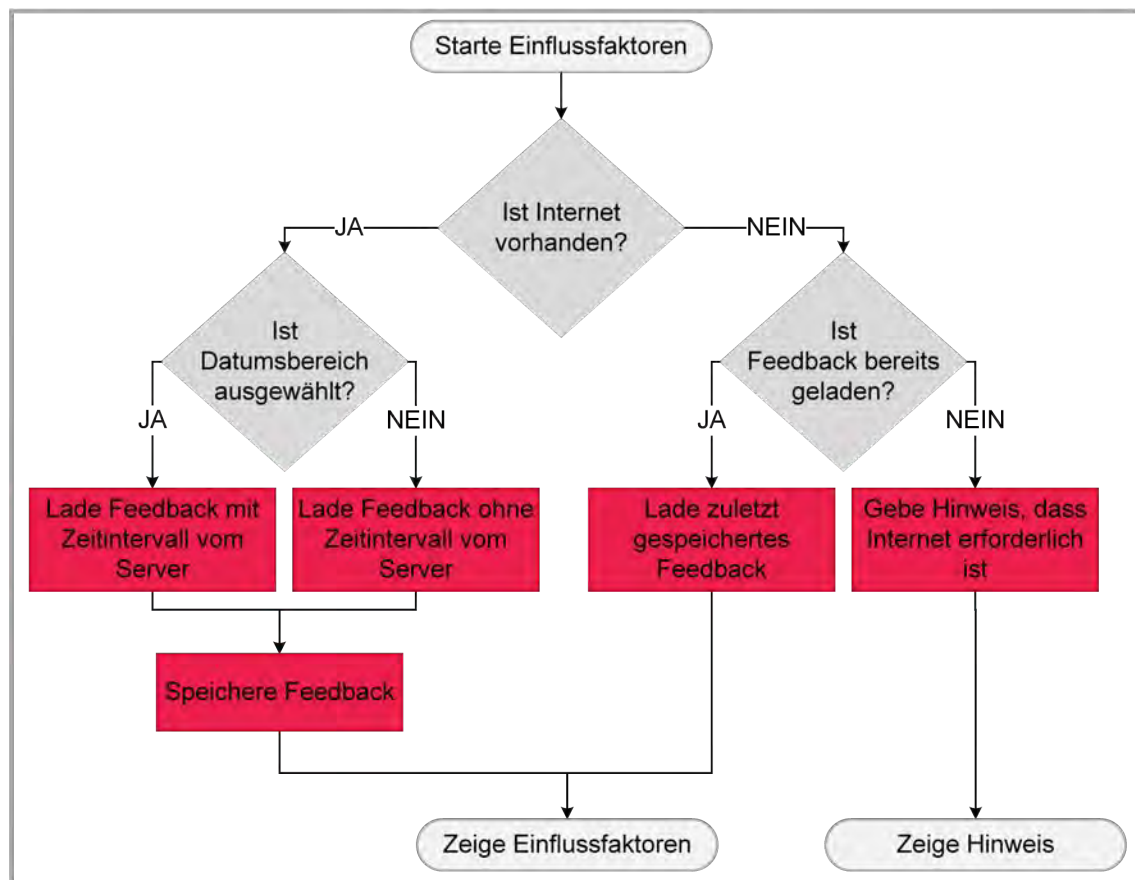 Starte Einflussfaktoren
Ist Internet
vorhanden?
JA
NEIN
Ist
Datumsbereich
ausgewählt?
Ist
Feedback bereits
geladen?
JA
NEIN
JA
NEIN
Lade Feedback mit
Zeitintervall vom
Server
Lade Feedback ohne
Zeitintervall vom
Server
Lade zuletzt
gespeichertes
Feedback
Gebe Hinweis, dass
Internet erforderlich
ist
Speichere Feedback
Zeige Einflussfaktoren
Zeige Hinweis